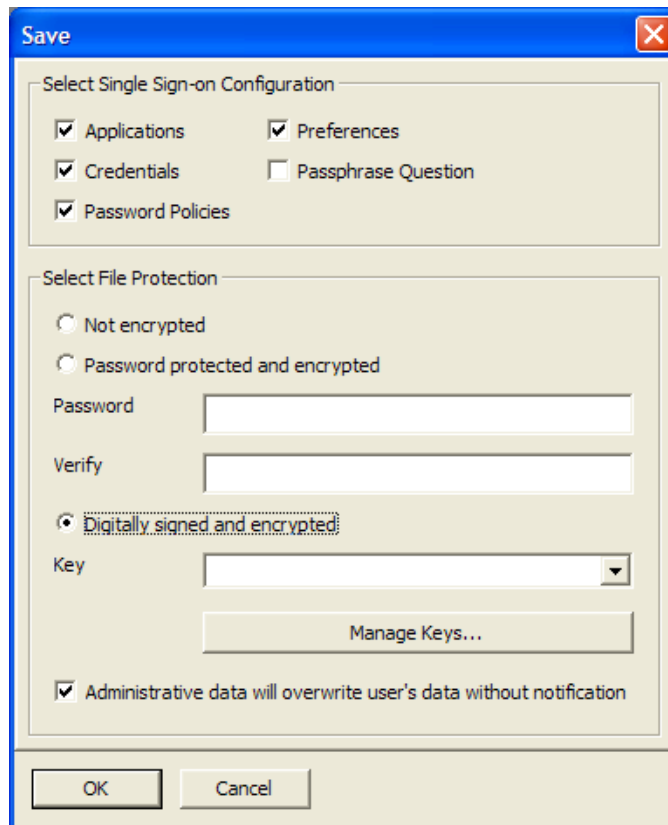 Save
Select Single Sign-on Configuration
Applications
Preferences
Credentials
Passphrase Question
Password Policies
Select File Protection
Not encrypted
Password protected and encrypted
Password
Verify
Digitally signed and encrypted
Key
Manage Keys...
Administrative data will overwrite user's data without notification
OK
Cancel